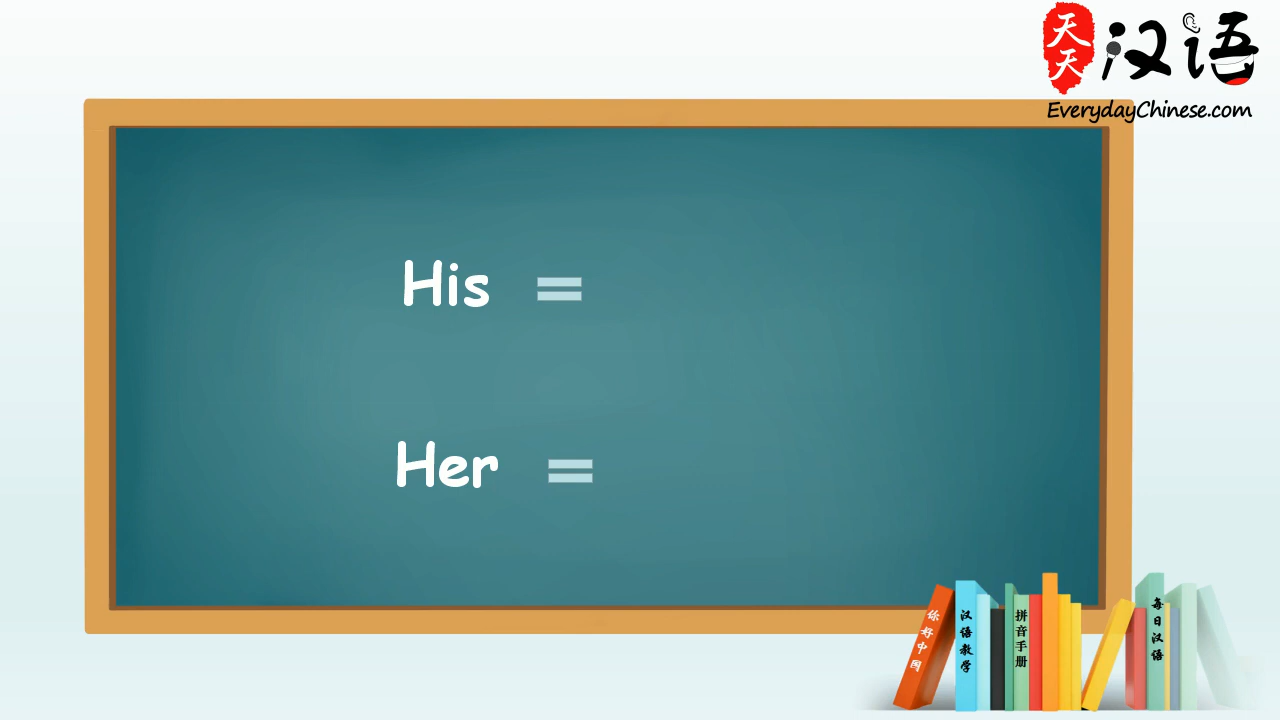 天天汉语
EverydayChinese.com
His =
Her =
你好中国
汉语教学
拼音手册
每日汉语